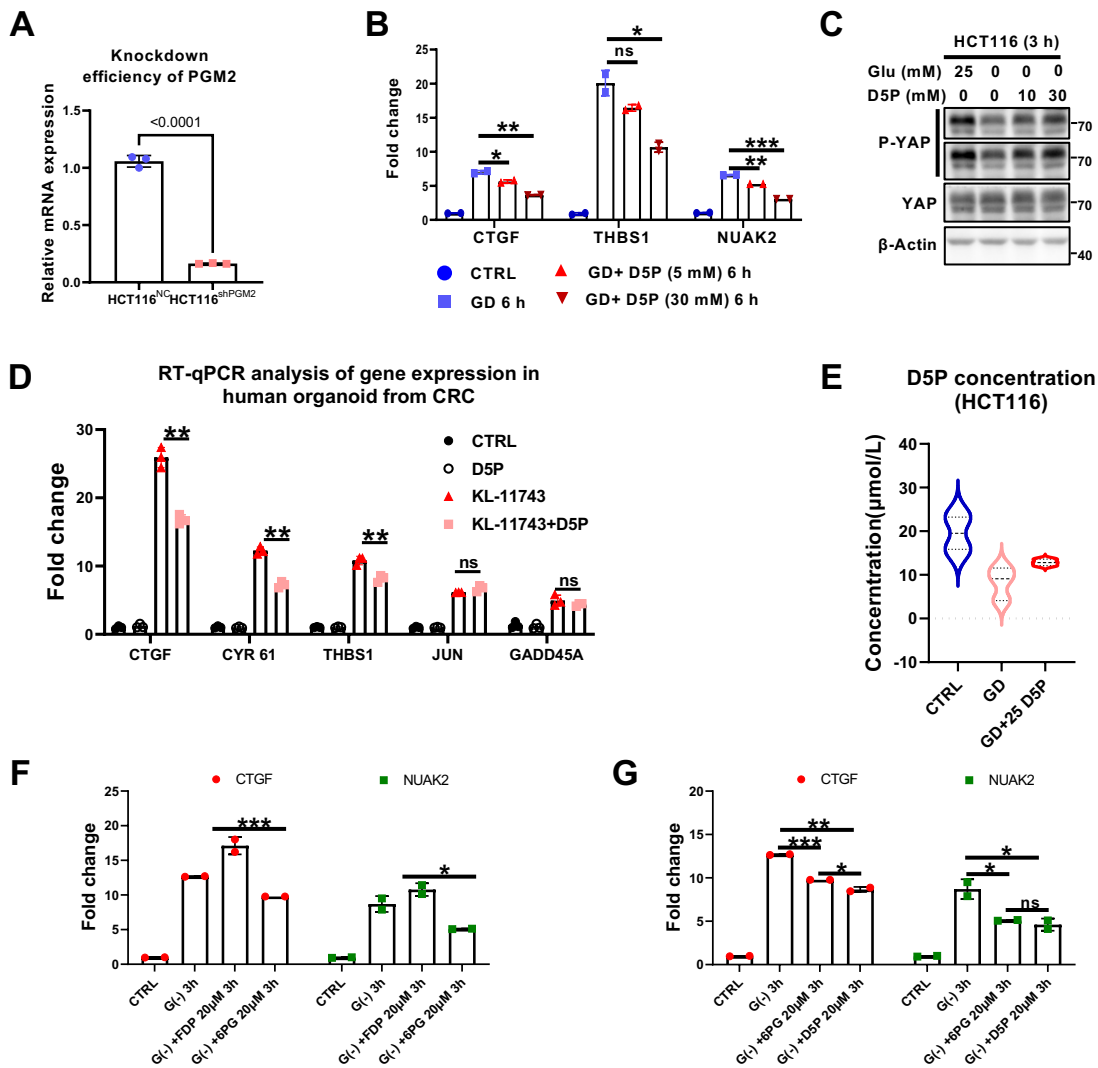 A
Knockdown
efficiency of PGM2
Relative mRNA expression
1.5
1.0
0.5
0.0
<0.0001
HCT116NC
HCT116shPGM2
B
Fold change
25
20
15
10
5
0
*
**
ns
*
***
**
CTGF
THBS1
NUAK2
CTRL
GD 6 h
GD+ D5P (5 mM) 6 h
GD+ D5P (30 mM) 6 h
C
HCT116 (3 h)
Glu (mM) 25 0 0 0
D5P (mM) 0 0 10 30
P-YAP
70
70
YAP
70
β-Actin
40
D
RT-qPCR analysis of gene expression in
human organoid from CRC
Fold change
30
20
10
0
**
**
**
ns
ns
CTRL
D5P
KL-11743
KL-11743+D5P
CTGF
CYR 61
THBS1
JUN
GADD45A
E
D5P concentration
(HCT116)
Concerntration(μmol/L)
40
30
20
10
0
-10
CTRL
GD
GD+25 D5P
F
CTGF
NUAK2
Fold change
25
20
15
10
5
0
***
*
CTRL
G(-) 3h
G(-) +FDP 20μM 3h
G(-) +6PG 20μM 3h
CTRL
G(-) 3h
G(-) +FDP 20μM 3h
G(-) +6PG 20μM 3h
G
CTGF
NUAK2
Fold change
20
15
10
5
0
**
***
*
*
*
ns
CTRL
G(-) 3h
G(-) +6PG 20μM 3h
G(-) +D5P 20μM 3h
CTRL
G(-) 3h
G(-) +6PG 20μM 3h
G(-) +D5P 20μM 3h